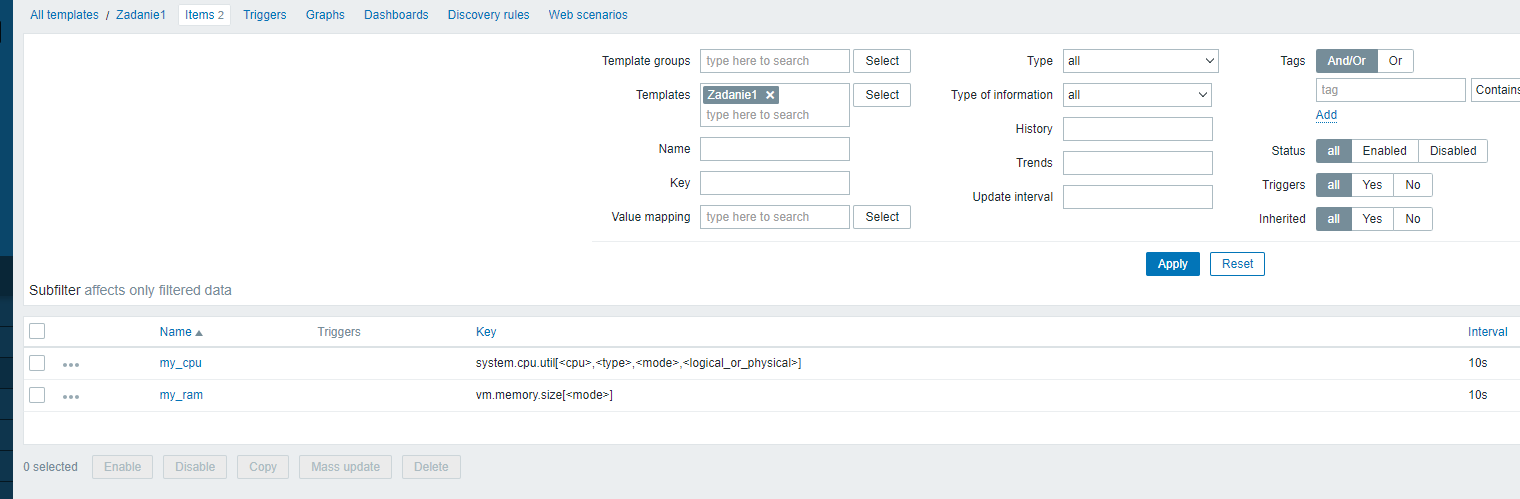 All templates / Zadanie1 Items 2 Triggers Graphs Dashboards Discovery rules Web scenarios
Template groups type here to search Select Type all Tags And/Or Or
Templates Zadanie1 × Select Type of information all tag Contains
type here to search Add
Name History
Status all Enabled Disabled
Key Trends
Triggers all Yes No
Value mapping type here to search Select Update interval
Inherited all Yes No
Apply Reset
Subfilter affects only filtered data
Name ▲ Triggers Key Interval
••• my_cpu system.cpu.util[<cpu>,<type>,<mode>,<logical_or_physical>] 10s
••• my_ram vm.memory.size[<mode>] 10s
0 selected Enable Disable Copy Mass update Delete